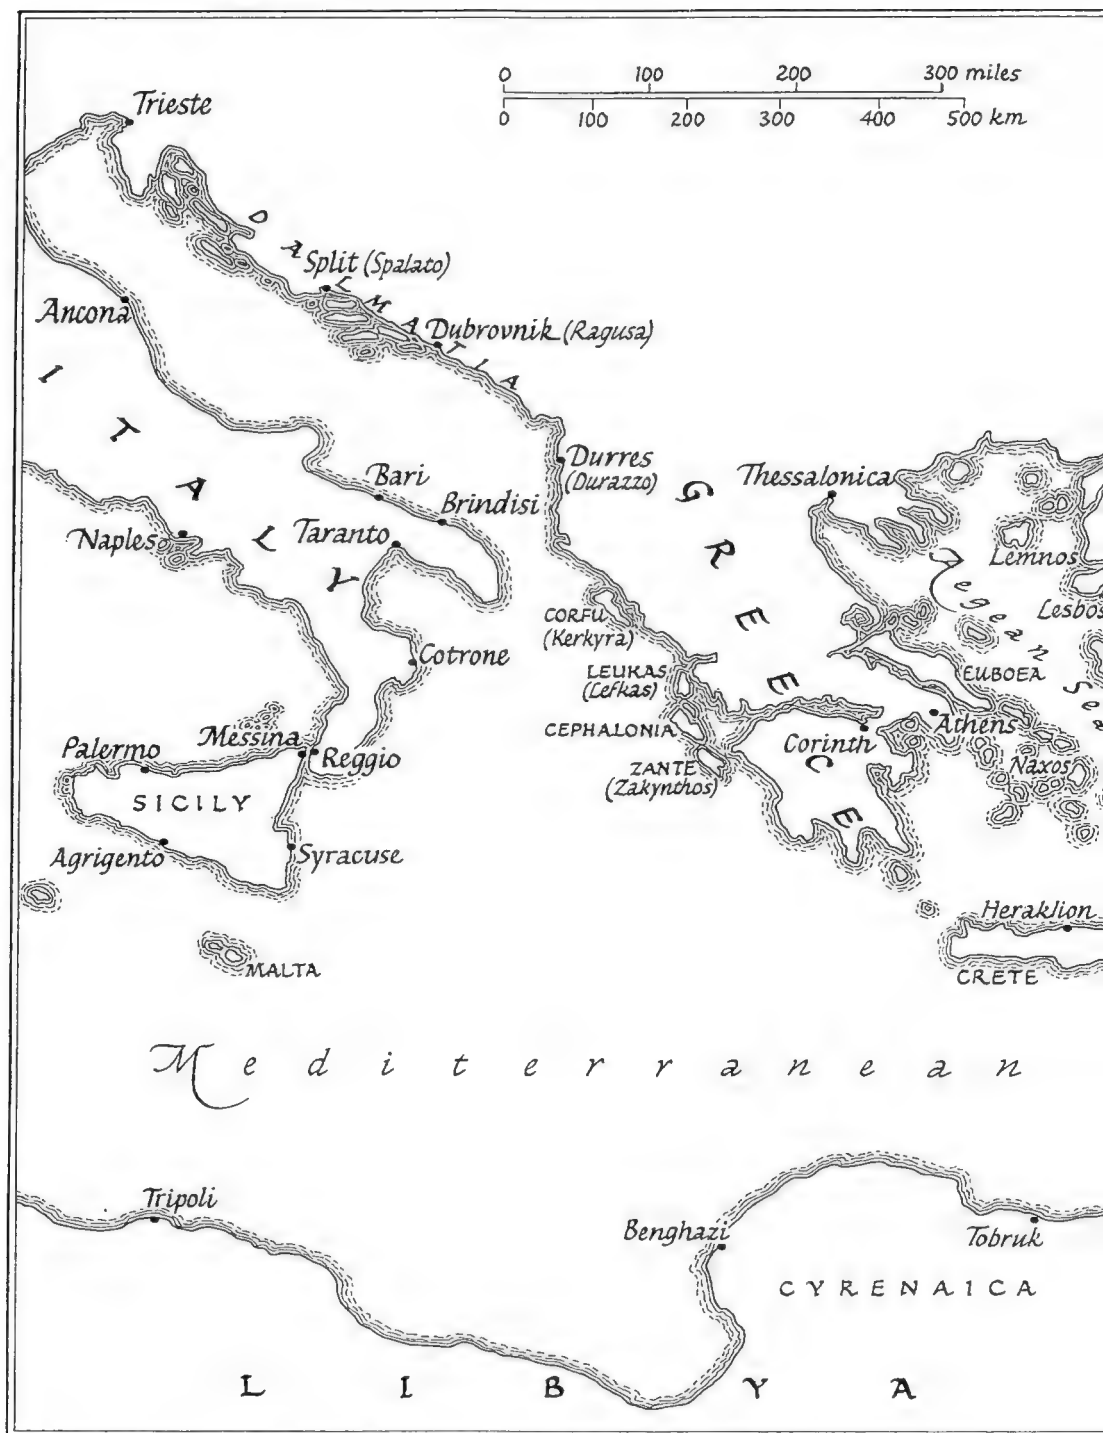 0 100 200 300 miles
0 100 200 300 400 500 km
Trieste
DALMATIA
Split (Spalato)
Ancona
Dubrovnik (Ragusa)
ITALY
Durres
(Durazzo)
Thessalonica
GREECE
Bari
Brindisi
Naples
Taranto
Lemnos
Aegean Sea
Lesbos
CORFU
(Kerkyra)
Cotrone
LEUKAS
(Lefkas)
EUBOEA
CEPHALONIA
Athens
Corinth
Messina
Reggio
Palermo
ZANTE
(Zakynthos)
Naxos
SICILY
Agrigento
Syracuse
Heraklion
MALTA
CRETE
Mediterranean
Tripoli
Benghazi
Tobruk
CYRENAICA
LIBYA